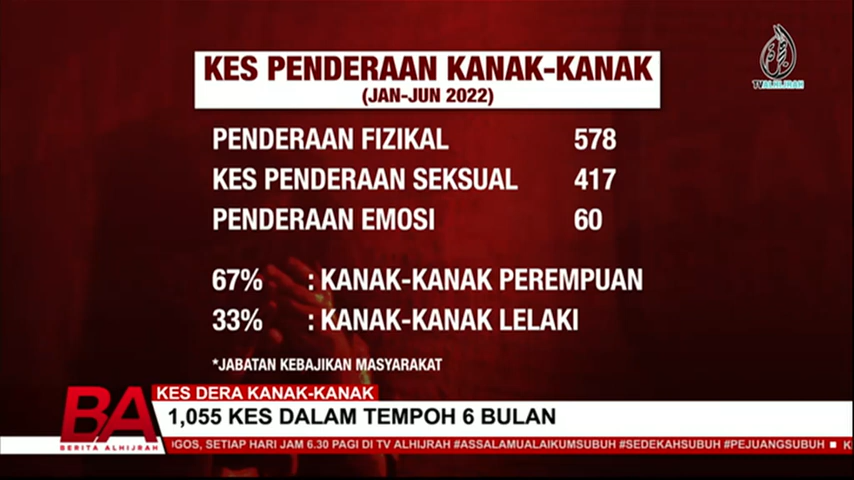 KES PENDERAAN KANAK-KANAK
(JAN-JUN 2022)
TV ALHIJRAH
PENDERAAN FIZIKAL 578
KES PENDERAAN SEKSUAL 417
PENDERAAN EMOSI 60
67% : KANAK-KANAK PEREMPUAN
33% : KANAK-KANAK LELAKI
*JABATAN KEBAJIKAN MASYARAKAT
KES DERA KANAK-KANAK
BA 1,055 KES DALAM TEMPOH 6 BULAN
BERITA ALHIJRAH
OGOS, SETIAP HARI JAM 6.30 PAGI DI TV ALHIJRAH #ASSALAMUALAIKUMSUBUH #SEDEKAHSUBUH #PEJUANGSUBUH ■ K